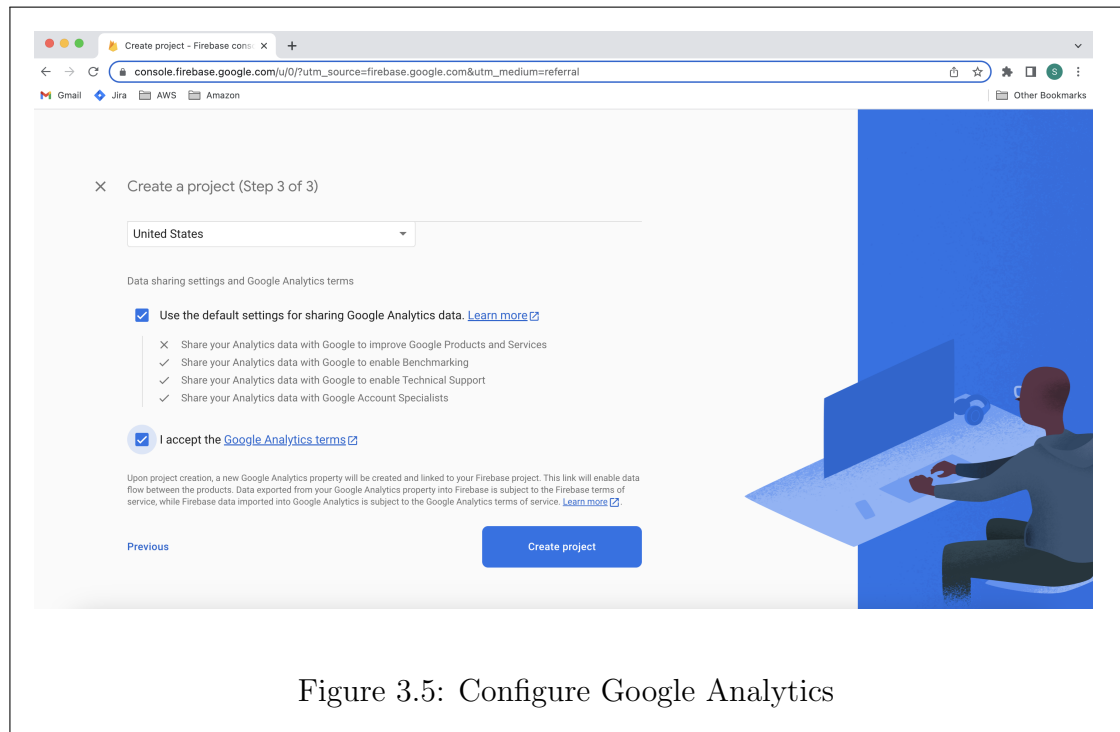 Create project - Firebase cons
console.firebase.google.com/u/0/?utm_source=firebase.google.com&utm_medium=referral
S
Gmail Jira AWS Amazon Other Bookmarks
Create a project (Step 3 of 3)
United States
Data sharing settings and Google Analytics terms
Use the default settings for sharing Google Analytics data. Learn more
Share your Analytics data with Google to improve Google Products and Services
Share your Analytics data with Google to enable Benchmarking
Share your Analytics data with Google to enable Technical Support
Share your Analytics data with Google Account Specialists
I accept the Google Analytics terms
Upon project creation, a new Google Analytics property will be created and linked to your Firebase project. This link will enable data
flow between the products. Data exported from your Google Analytics property into Firebase is subject to the Firebase terms of
service, while Firebase data imported into Google Analytics is subject to the Google Analytics terms of service. Learn more.
Previous Create project
Figure 3.5: Configure Google Analytics